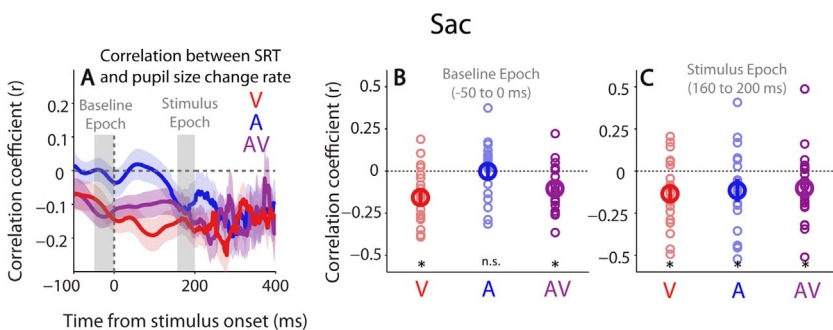 Sac
Correlation between SRT
and pupil size change rate
A
Baseline
Epoch
Stimulus
Epoch
V
A
AV
Correlation coefficient (r)
0.2
0.1
0
−0.1
−0.2
−100
0
200
400
Time from stimulus onset (ms)
B
Baseline Epoch
(-50 to 0 ms)
Correlation coefficient (r)
0.5
0.25
0
−0.25
−0.5
*
n.s.
*
V
A
AV
C
Stimulus Epoch
(160 to 200 ms)
0.5
0.25
0
−0.25
−0.5
*
*
*
V
A
AV